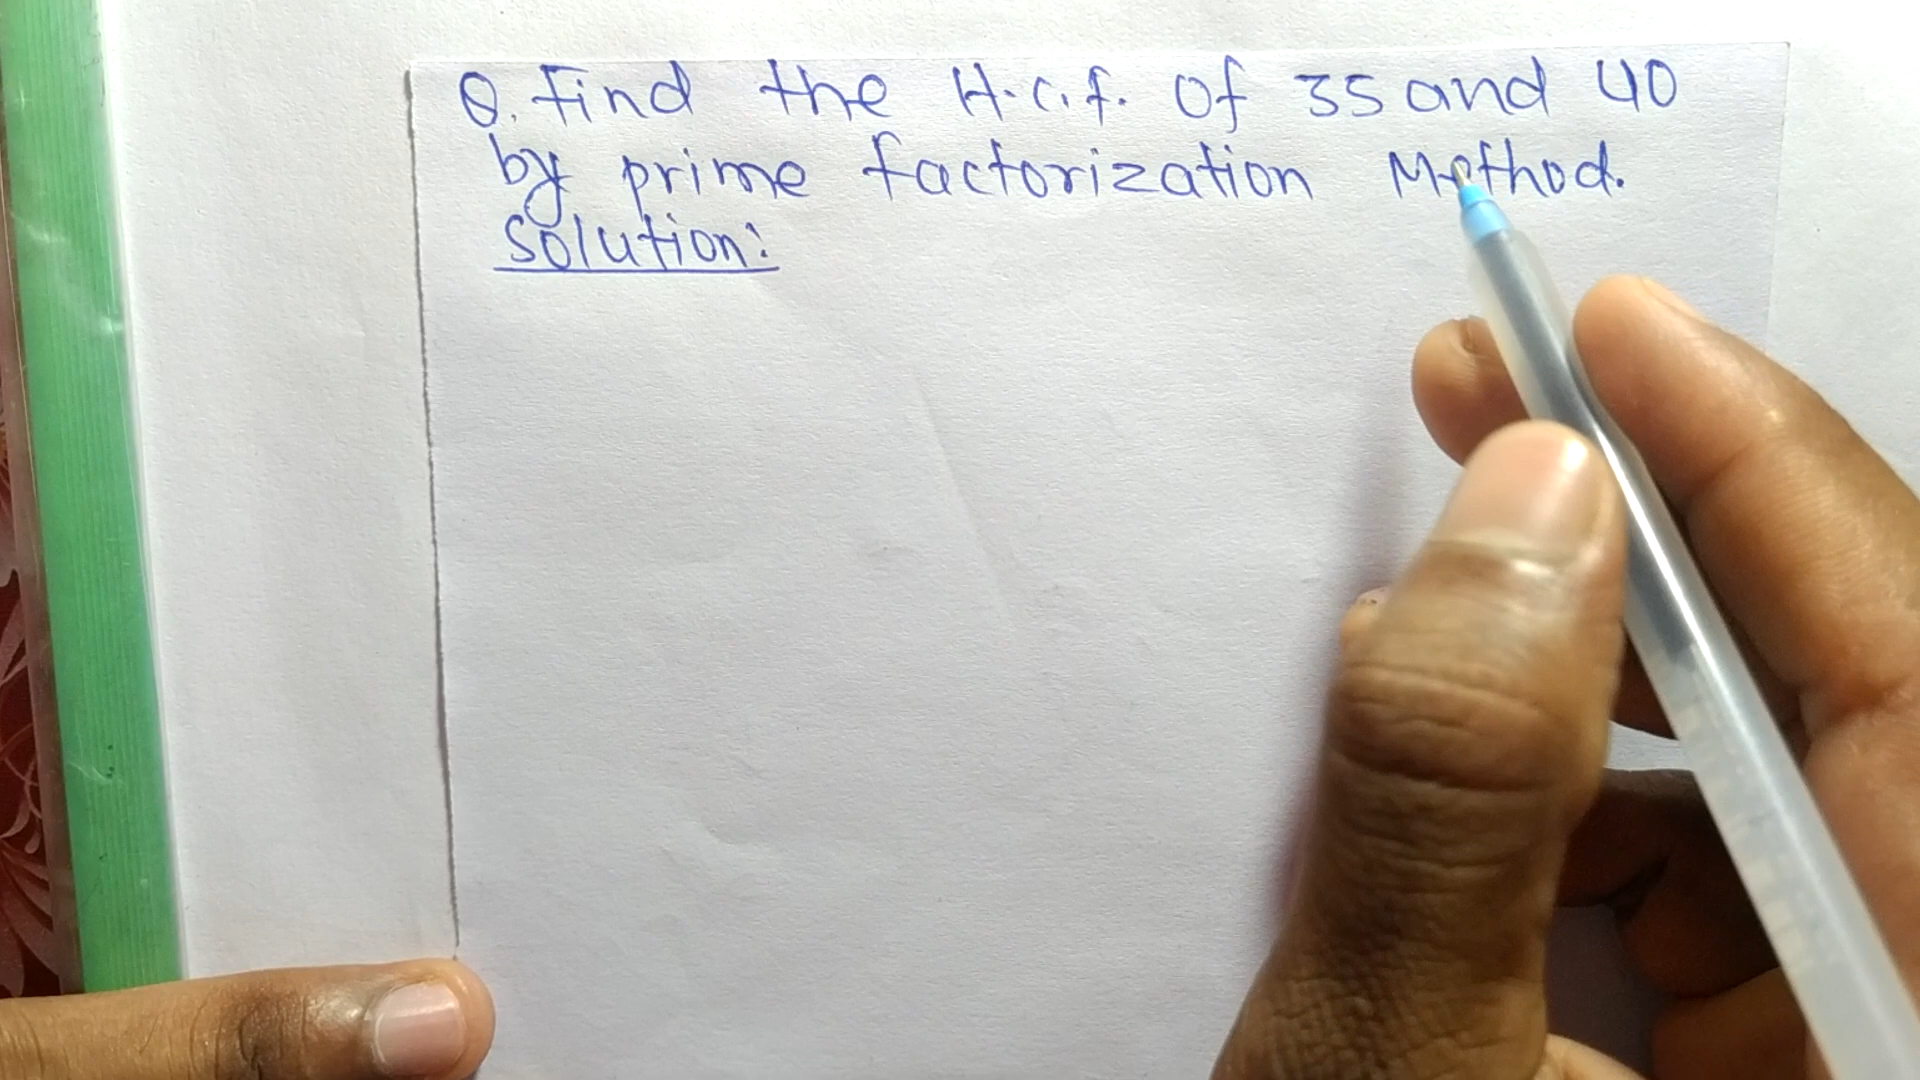 Q. Find the H.C.f. Of 35 and 40
by prime factorization Method.
Solution: